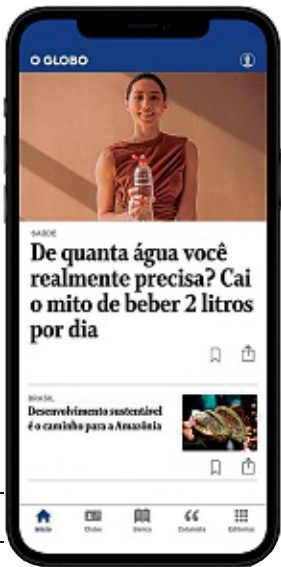 O GLOBO
SAÚDE
De quanta água você
realmente precisa? Cai
o mito de beber 2 litros
por dia
BRASIL
Desenvolvimento sustentável
é o caminho para a Amazônia
Início
Clube
Banca
Colunista
Editorias